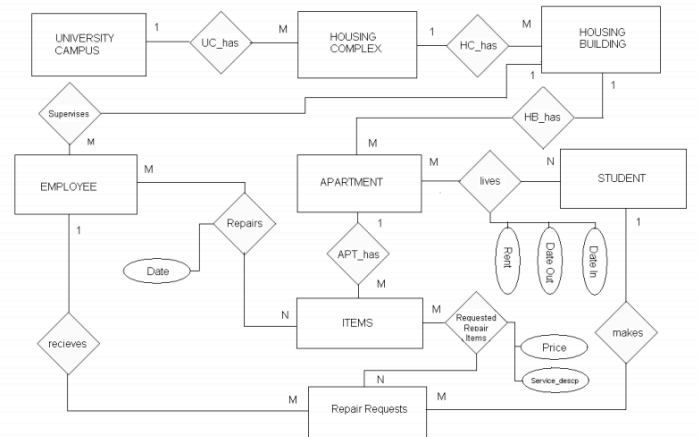 UNIVERSITY
CAMPUS
1
UC_has
M
HOUSING
COMPLEX
1
HC_has
M
HOUSING
BUILDING
1
1
Supervises
HB_has
M
M
EMPLOYEE
M
APARTMENT
M
lives
N
STUDENT
1
Repairs
1
1
Date
APT_has
Rent
Date Out
Date In
M
N
ITEMS
M
Requested
Repair
Items
makes
recieves
Price
Service_descp
N
M
Repair Requests
M